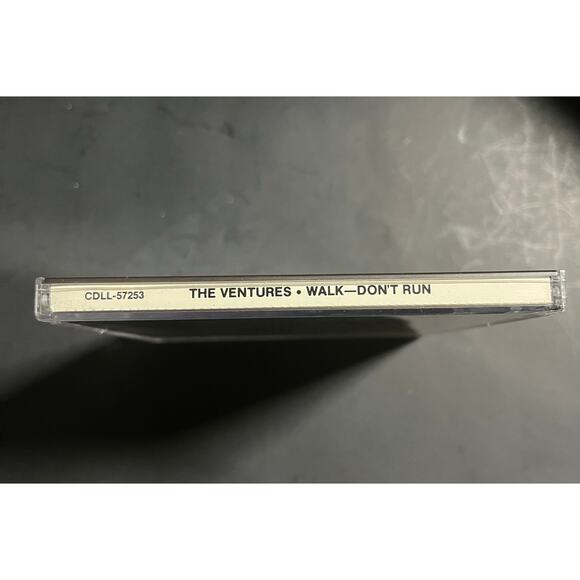 CDLL-57253 THE VENTURES • WALK—DON'T RUN